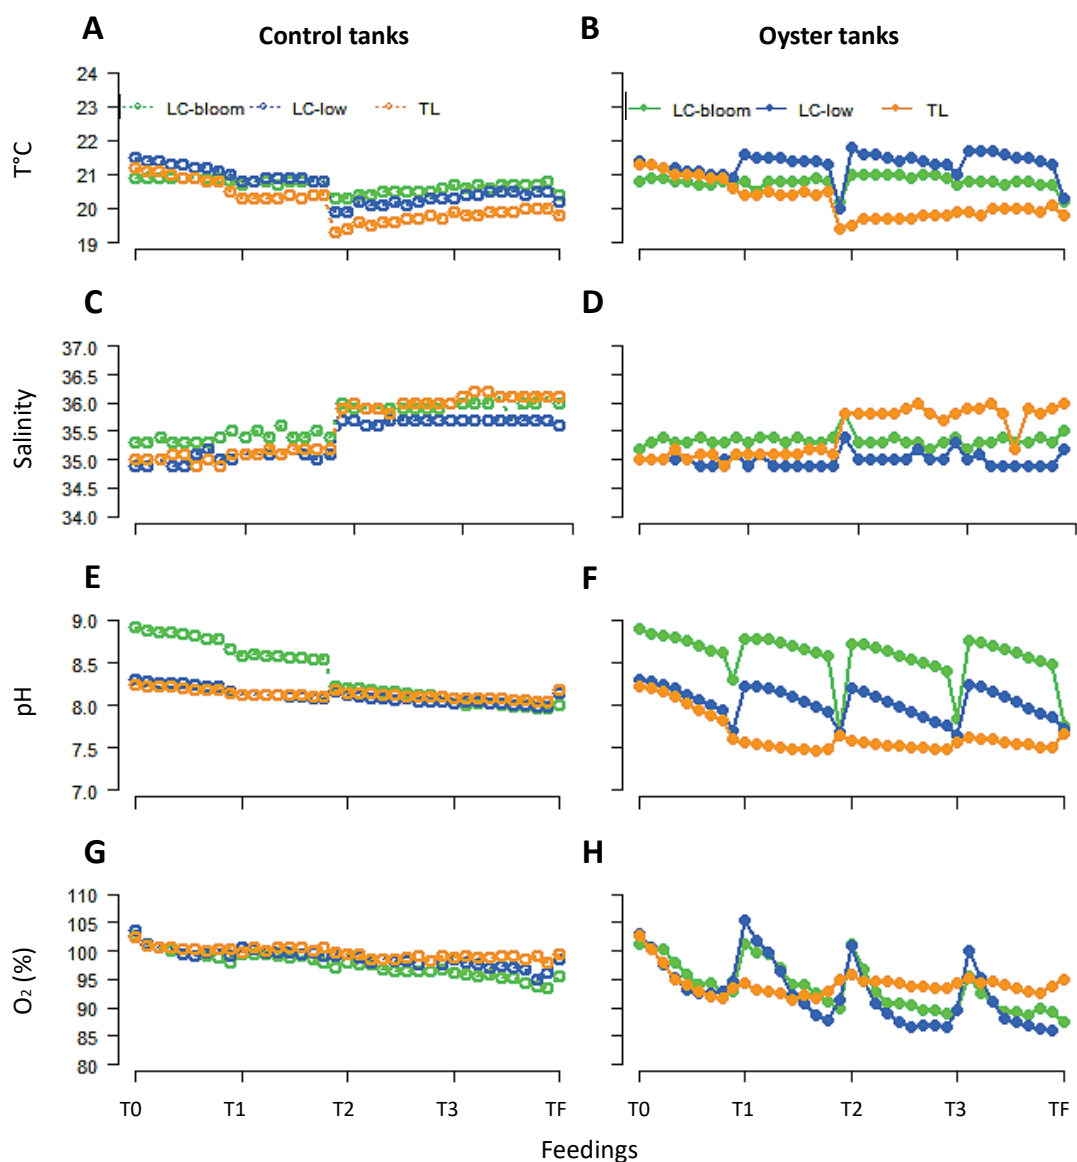 A Control tanks B Oyster tanks
T°C
24
23
22
21
20
19
LC-bloom LC-low TL
LC-bloom LC-low TL
C D
Salinity
37.0
36.5
36.0
35.5
35.0
34.5
34.0
E F
pH
9.0
8.5
8.0
7.5
7.0
G H
O₂ (%)
110
105
100
95
90
85
80
T0 T1 T2 T3 TF T0 T1 T2 T3 TF
Feedings